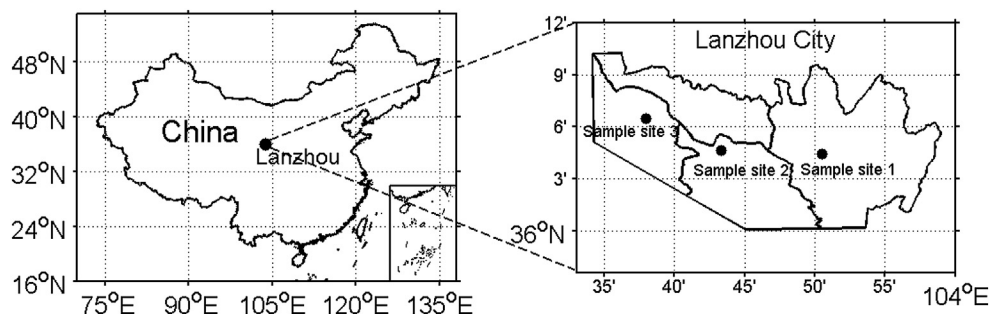 48°N
40°N
32°N
24°N
16°N
75°E
90°E
105°E
120°E
135°E
China
Lanzhou
12'
9'
6'
3'
36°N
35'
40'
45'
50'
55'
104°E
Lanzhou City
Sample site 3
Sample site 2
Sample site 1